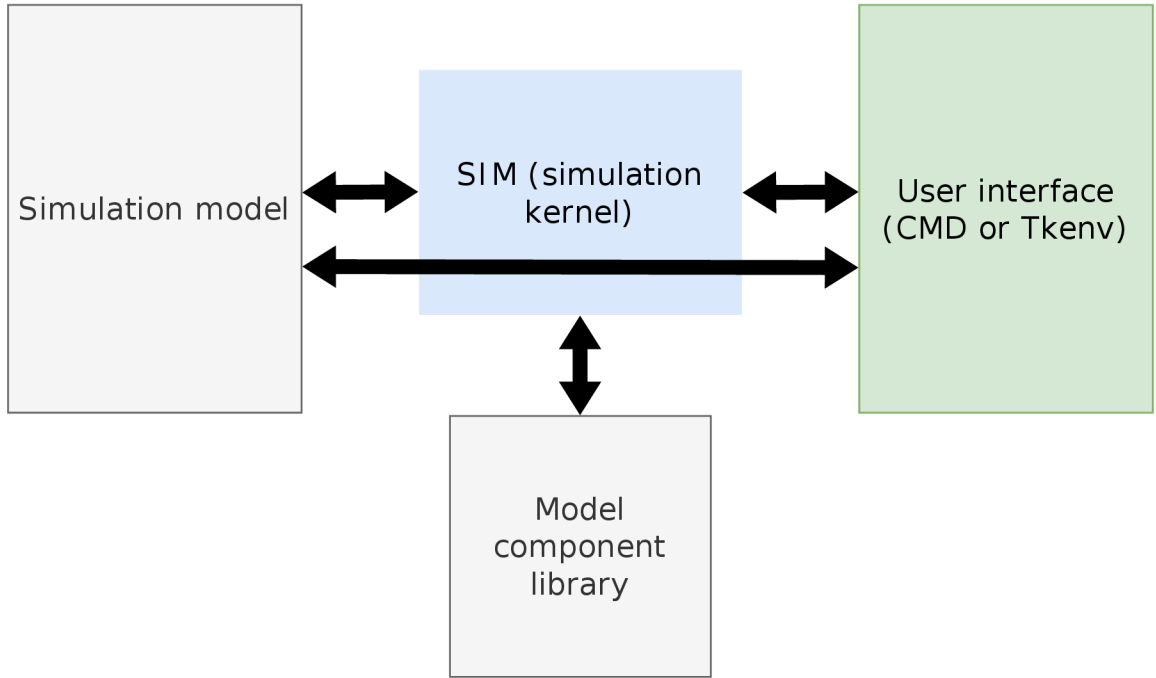 Simulation model
SIM (simulation
kernel)
User interface
(CMD or Tkenv)
Model
component
library